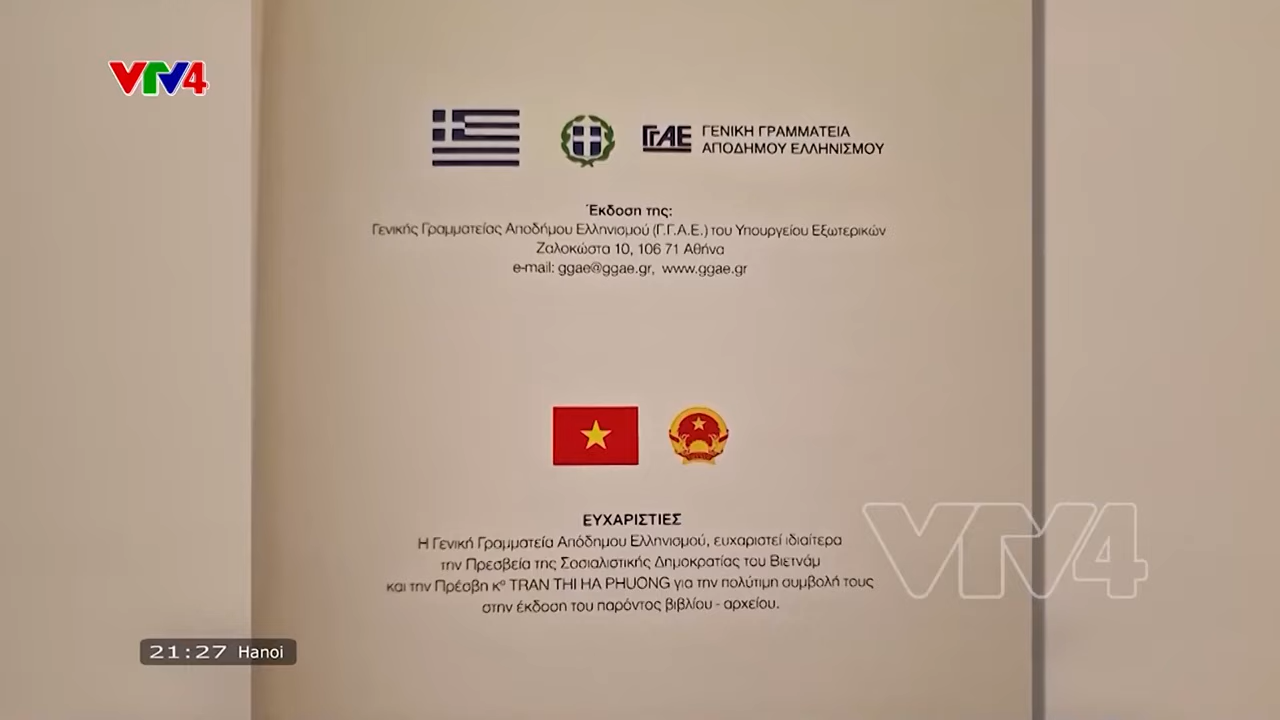 VTV4
ΓΓΑΕ
ΓΕΝΙΚΗ ΓΡΑΜΜΑΤΕΙΑ
ΑΠΟΔΗΜΟΥ ΕΛΛΗΝΙΣΜΟΥ
Έκδοση της:
Γενικής Γραμματείας Αποδήμου Ελληνισμού (Γ.Γ.Α.Ε.) του Υπουργείου Εξωτερικών
Ζαλοκώστα 10, 106 71 Αθήνα
e-mail: ggae@ggae.gr, www.ggae.gr
ΕΥΧΑΡΙΣΤΙΕΣ
Η Γενική Γραμματεία Απόδημου Ελληνισμού, ευχαριστεί ιδιαίτερα
την Πρεσβεία της Σοσιαλιστικής Δημοκρατίας του Βιετνάμ
και την Πρέσβη κᵃ TRAN THI HA PHUONG για την πολύτιμη συμβολή τους
στην έκδοση του παρόντος βιβλίου - αρχείου.
VTV4
21:27 Hanoi